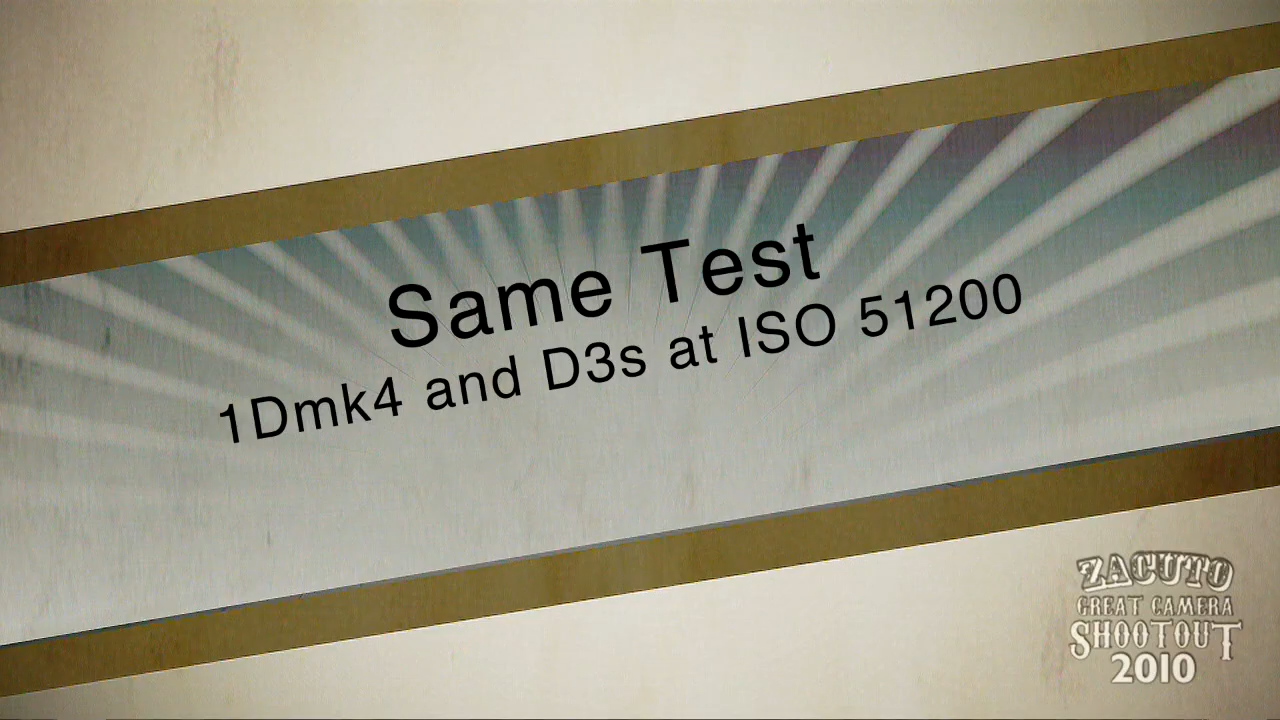 Same Test
1Dmk4 and D3s at ISO 51200
ZACUTO
GREAT CAMERA
SHOOTOUT
2010